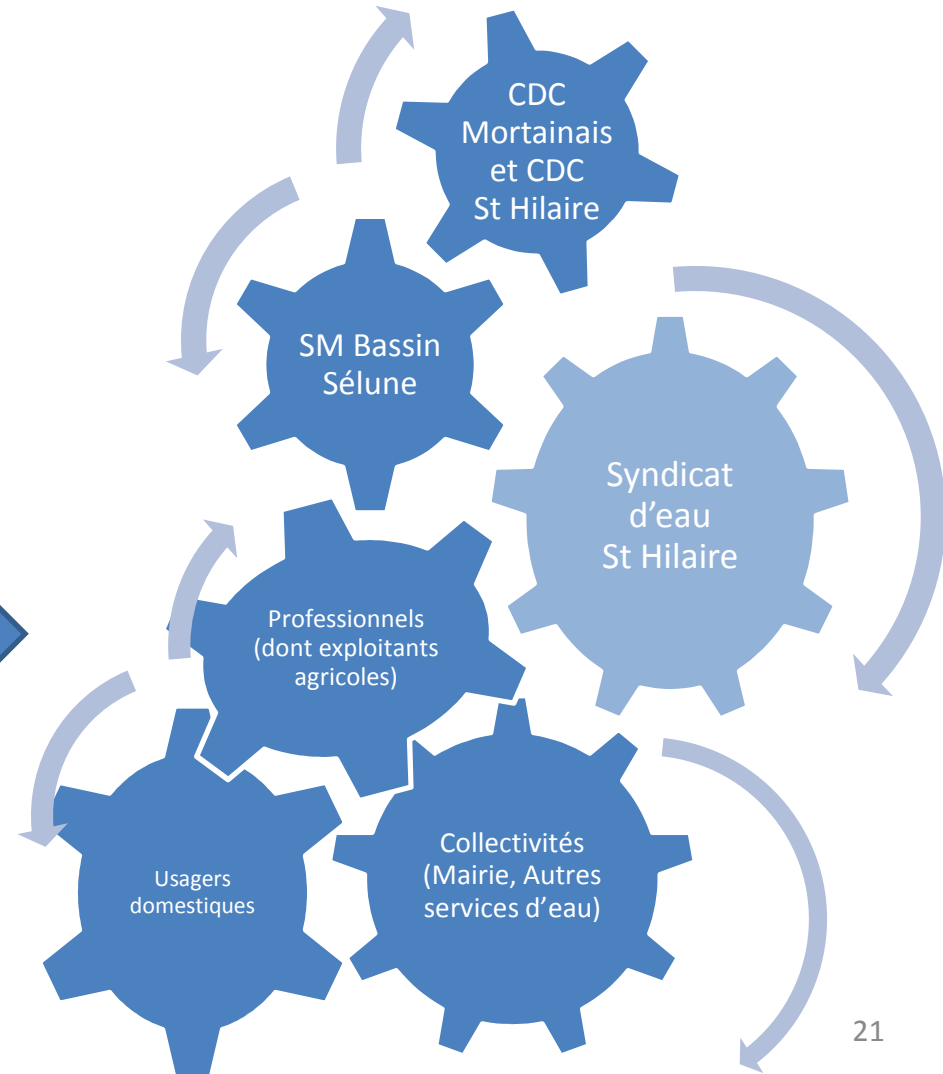 CDC
Mortainais
et CDC
St Hilaire
SM Bassin
Sélune
Syndicat
d’eau
St Hilaire
Professionnels
(dont exploitants
agricoles)
Collectivités
(Mairie, Autres
services d’eau)
Usagers
domestiques
21